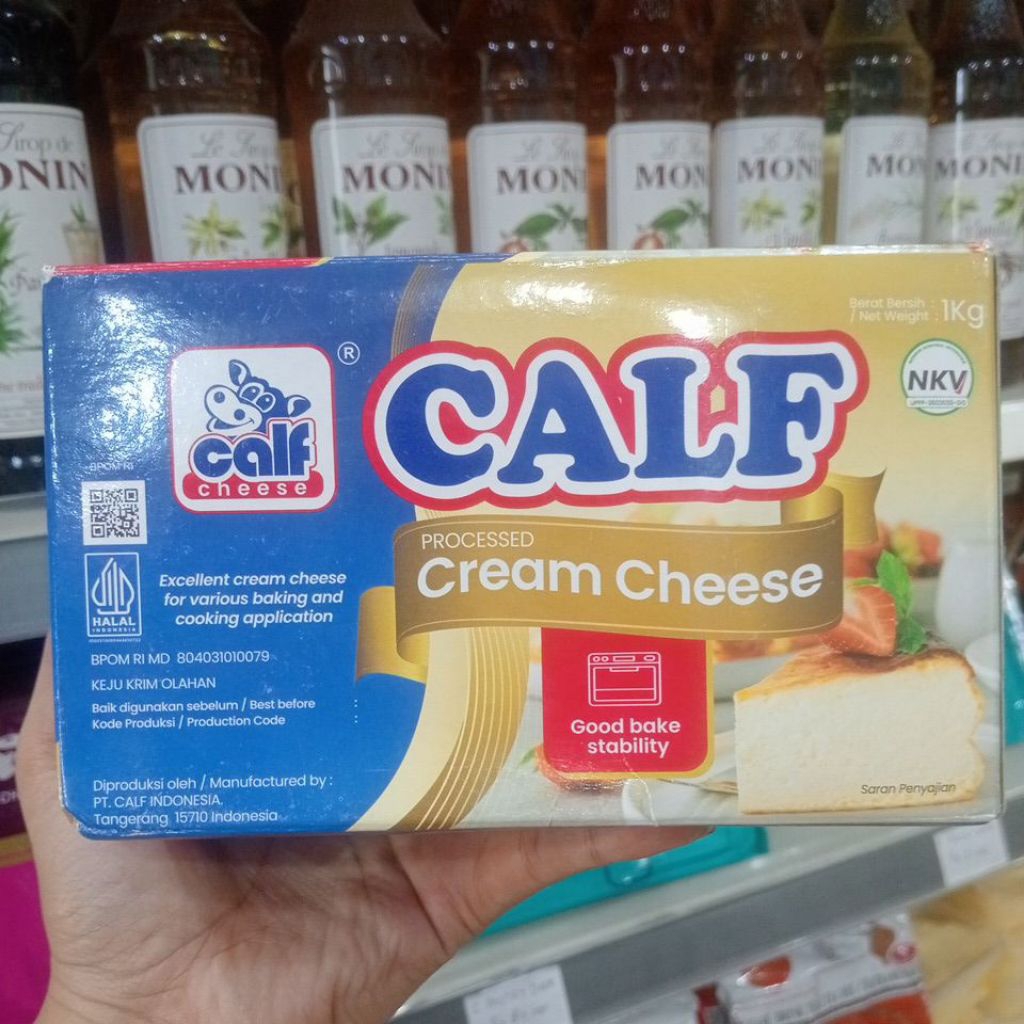 MONIN
MONIN
MONIN
MONIN
MONIN
MONIN
MONIN
MONIN
Berat Bersih :
/ Net Weight : 1Kg
NKV
®
calf
cheese
CALF
PROCESSED
Cream Cheese
BPOM RI
HALAL
INDONESIA
Excellent cream cheese
for various baking and
cooking application
BPOM RI MD 804031010079
KEJU KRIM OLAHAN
Baik digunakan sebelum / Best before :
Kode Produksi / Production Code :
Good bake
stability
Diproduksi oleh / Manufactured by :
PT. CALF INDONESIA.
Tangerang 15710 Indonesia
Saran Penyajian